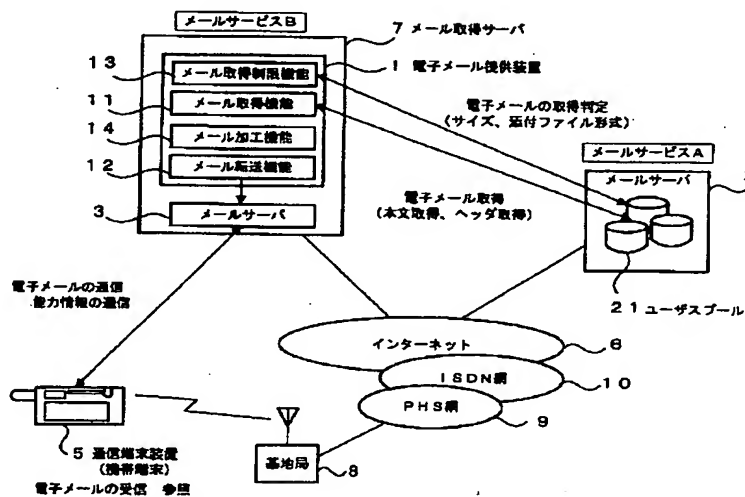 メールサービスB
7 メール取得サーバ
13
メール取得制限機能
1 電子メール提供装置
11
メール取得機能
14
メール加工機能
12
メール転送機能
3
メールサーバ
電子メールの取得判定
(サイズ、添付ファイル形式)
メールサービスA
メールサーバ
電子メール取得
(本文取得、ヘッダ取得)
21 ユーザスプール
電子メールの通信
能力情報の通信
インターネット
6
ISDN網
10
PHS網
9
5 通信端末装置
(携帯端末)
電子メールの受信 参照
基地局
8